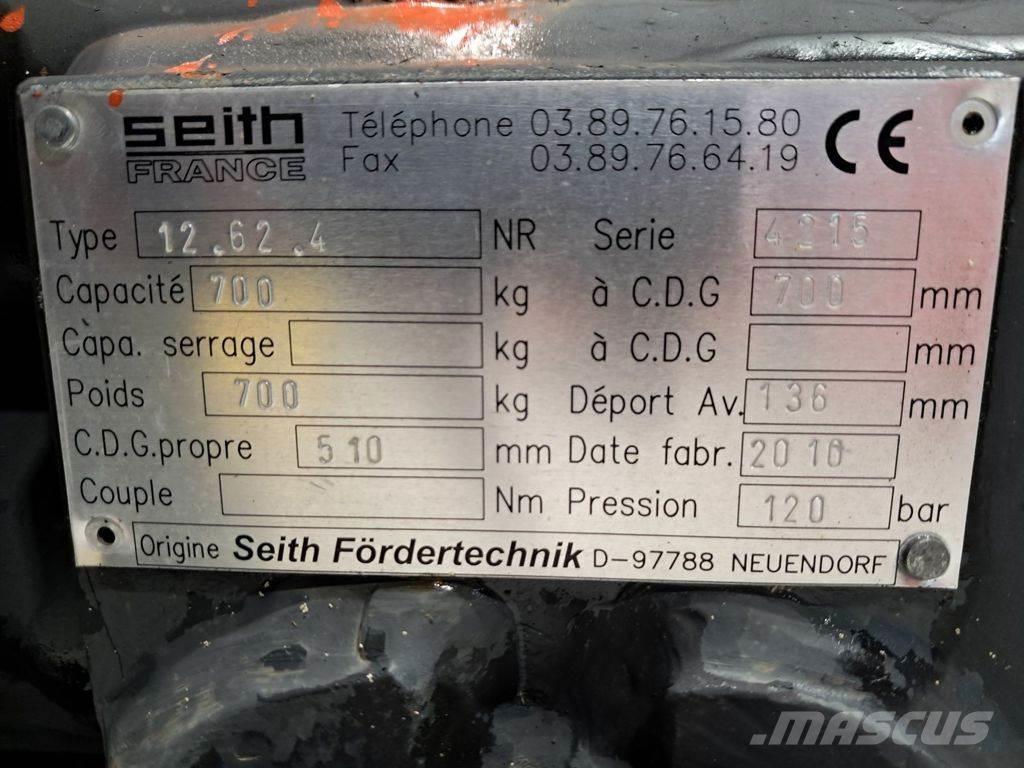 seith Téléphone 03.89.76.15.80 CE
FRANCE Fax 03.89.76.64.19
Type 12.62.4 NR Serie 4215
Capacité 700 kg à C.D.G 700 mm
Càpa. serrage kg à C.D.G mm
Poids 700 kg Déport Av. 136 mm
C.D.G.propre 510 mm Date fabr. 2010
Couple Nm Pression 120 bar
Origine Seith Fördertechnik D-97788 NEUENDORF
MASCUS